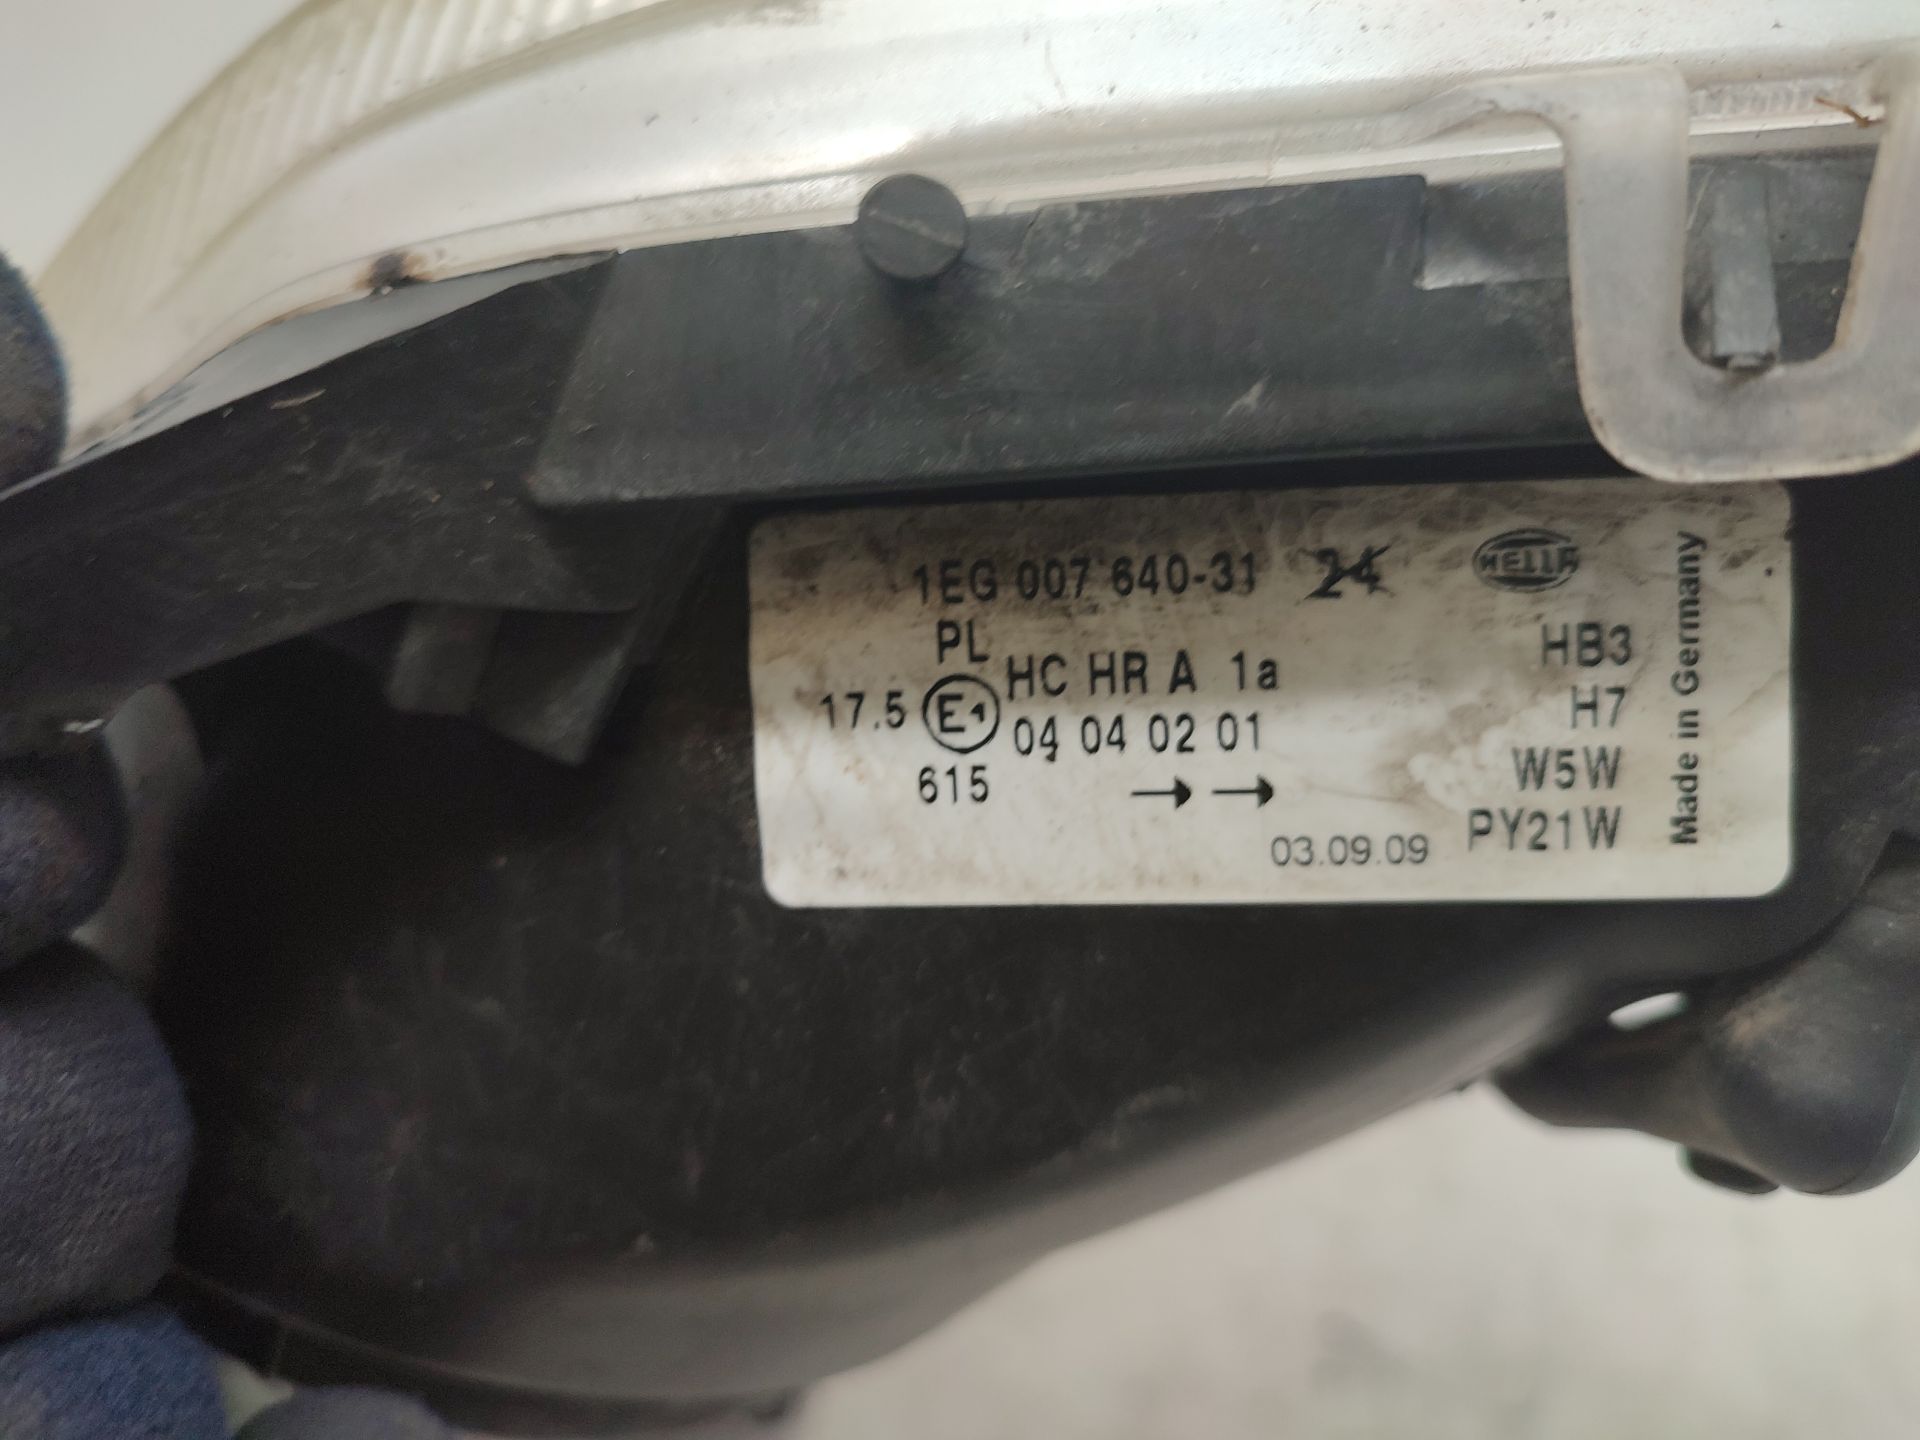 1EG 007 640-31 24 HELLA
PL
HC HR A 1a
17.5 E1
04 04 02 01
615 → →
03.09.09
HB3
H7
W5W
PY21W
Made in Germany